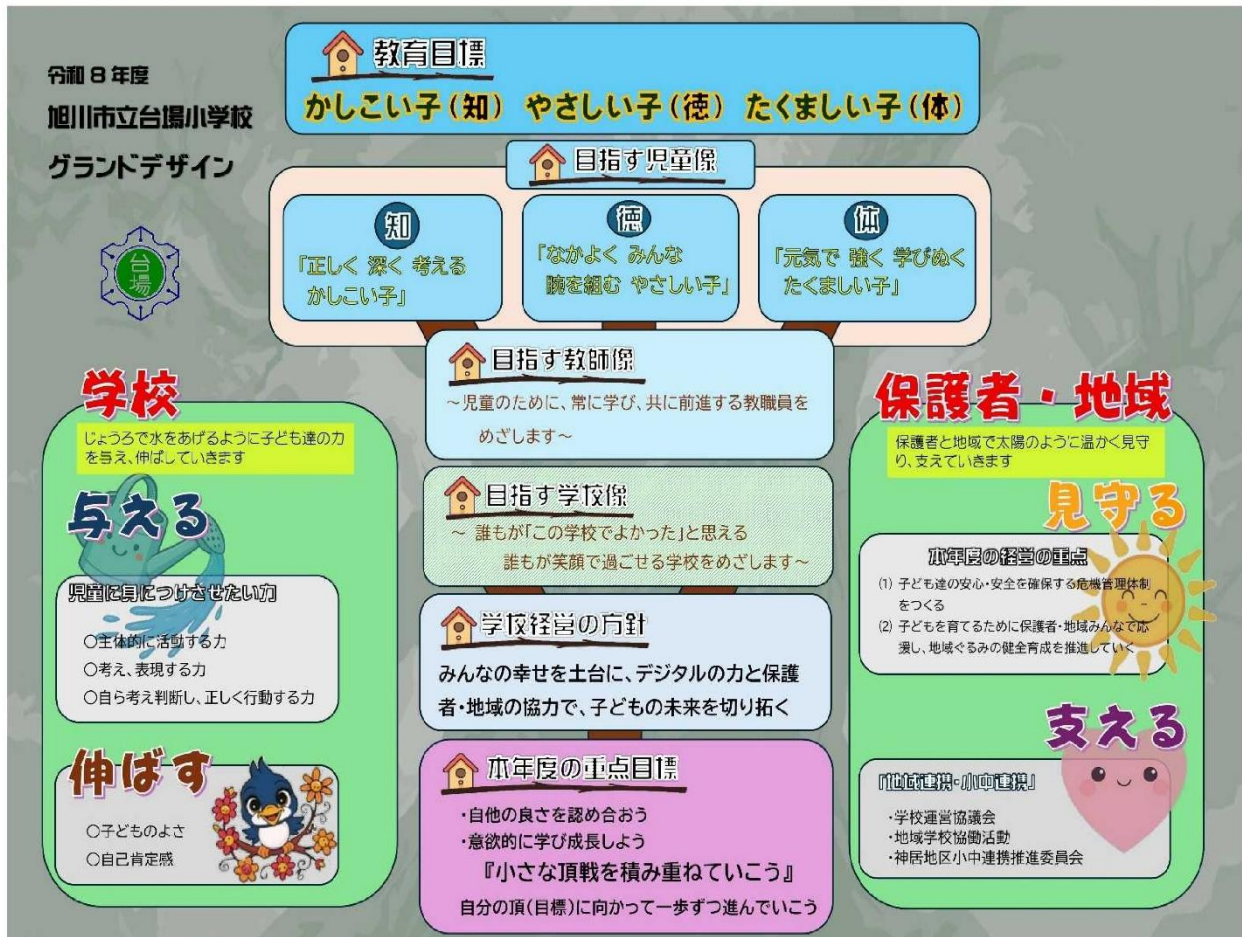 令和8年度
旭川市立台場小学校
グランドデザイン
台場
教育目標
かしこい子(知) やさしい子(徳) たくましい子(体)
目指す児童像
知
「正しく 深く 考える
かしこい子」
徳
「なかよく みんな
腕を組む やさしい子」
体
「元気で 強く 学びぬく
たくましい子」
目指す教師像
~児童のために、常に学び、共に前進する教職員を
めざします~
目指す学校像
~ 誰もが「この学校でよかった」と思える
誰もが笑顔で過ごせる学校をめざします~
学校経営の方針
みんなの幸せを土台に、デジタルの力と保護
者・地域の協力で、子どもの未来を切り拓く
本年度の重点目標
・自他の良さを認め合おう
・意欲的に学び成長しよう
『小さな頂戦を積み重ねていこう』
自分の頂(目標)に向かって一歩ずつ進んでいこう
学校
じょうろで水をあげるように子ども達の力
を与え、伸ばしていきます
与える
児童に身につけさせたい力
○主体的に活動する力
○考え、表現する力
○自ら考え判断し、正しく行動する力
伸ばす
○子どものよさ
○自己肯定感
保護者・地域
保護者と地域で太陽のように温かく見守
り、支えていきます
見守る
本年度の経営の重点
(1) 子ども達の安心・安全を確保する危機管理体制
をつくる
(2) 子どもを育てるために保護者・地域みんなで応
援し、地域ぐるみの健全育成を推進していく
支える
「地域連携・小中連携」
・学校運営協議会
・地域学校協働活動
・神居地区小中連携推進委員会